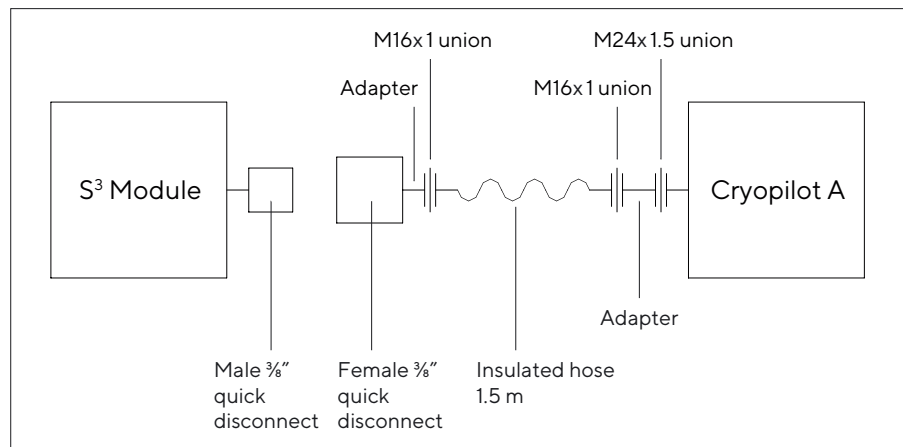 M16x1 union
M24x1.5 union
Adapter
M16x1 union
S³ Module
Cryopilot A
Adapter
Male ⅜”
quick
disconnect
Female ⅜”
quick
disconnect
Insulated hose
1.5 m